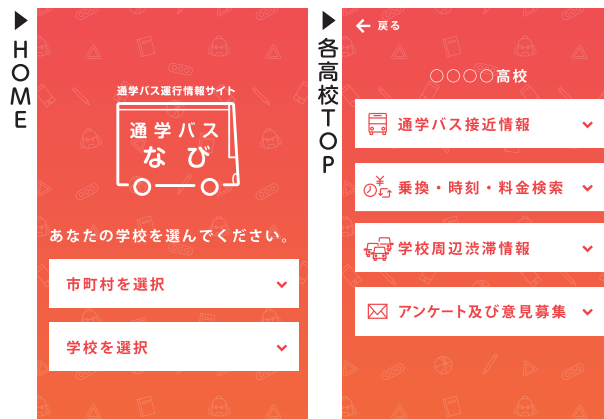 ▶HOME
通学バス運行情報サイト
通学バス
なび
あなたの学校を選んでください。
市町村を選択
学校を選択
▶各高校TOP
← 戻る
○○○○高校
通学バス接近情報
乗換・時刻・料金検索
学校周辺渋滞情報
アンケート及び意見募集